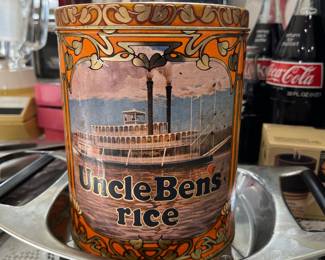 Uncle Ben's
rice
Coca-Cola